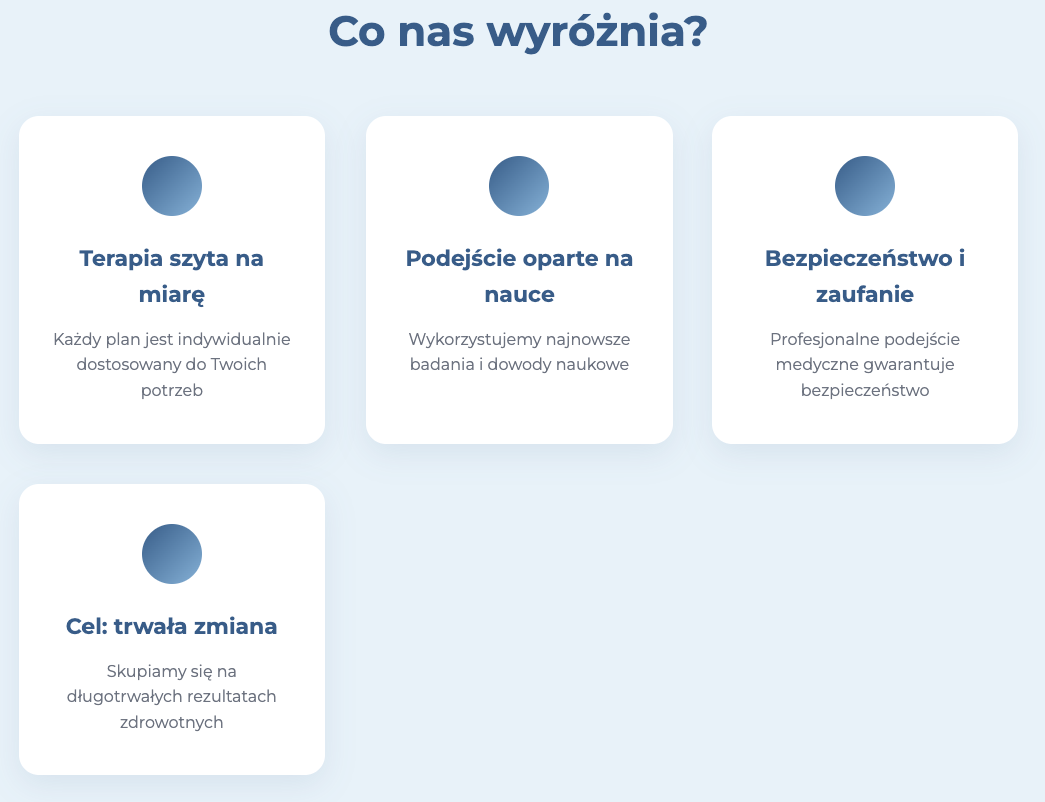 Co nas wyróżnia?
Terapia szyta na
miarę
Każdy plan jest indywidualnie
dostosowany do Twoich
potrzeb
Podejście oparte na
nauce
Wykorzystujemy najnowsze
badania i dowody naukowe
Bezpieczeństwo i
zaufanie
Profesjonalne podejście
medyczne gwarantuje
bezpieczeństwo
Cel: trwała zmiana
Skupiamy się na
długotrwałych rezultatach
zdrowotnych